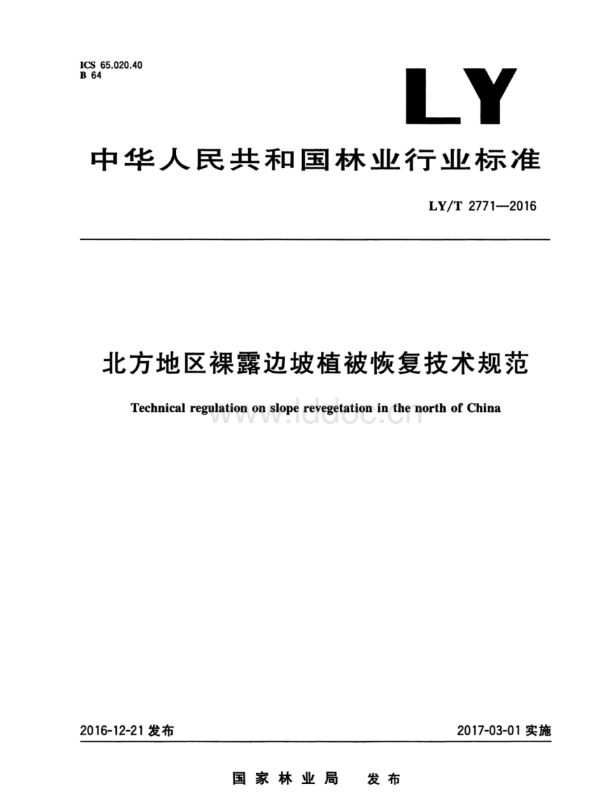 ICS 65.020.40
B 64
LY
中华人民共和国林业行业标准
LY/T 2771—2016
北方地区裸露边坡植被恢复技术规范
Technical regulation on slope revegetation in the north of China
www.lddoc.cn
2016-12-21 发布
2017-03-01 实施
国家林业局 发布